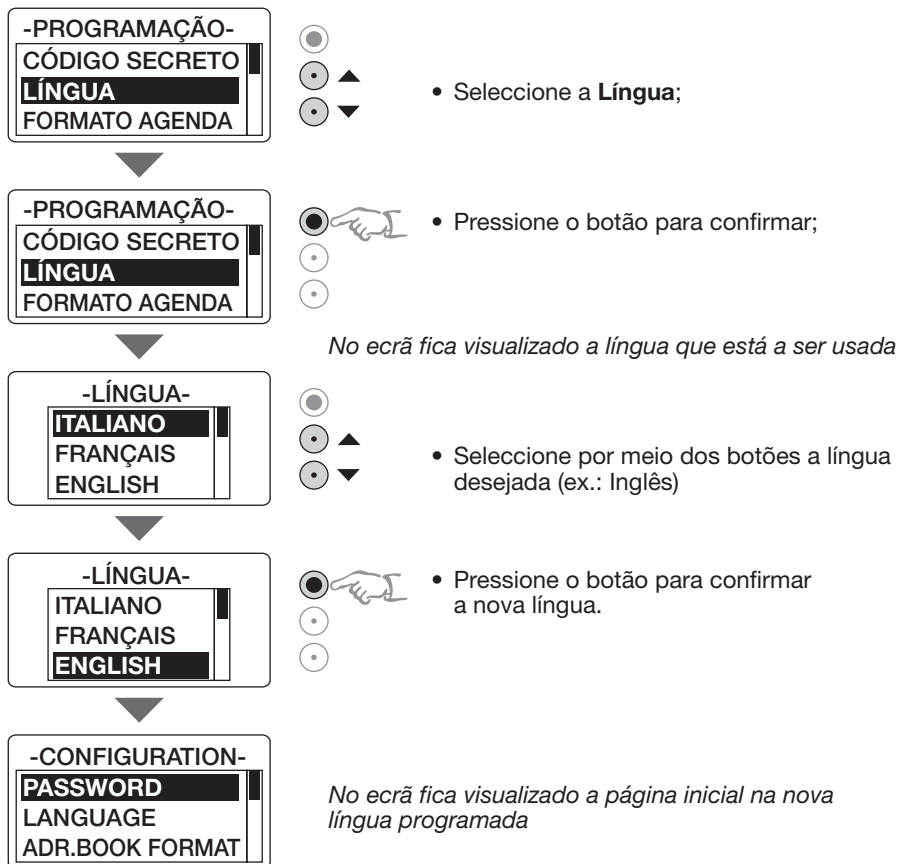 -PROGRAMAÇÃO-
CÓDIGO SECRETO
LÍNGUA
FORMATO AGENDA
• Seleccione a Língua;
-PROGRAMAÇÃO-
CÓDIGO SECRETO
LÍNGUA
FORMATO AGENDA
• Pressione o botão para confirmar;
No ecrã fica visualizado a língua que está a ser usada
-LÍNGUA-
ITALIANO
FRANÇAIS
ENGLISH
• Seleccione por meio dos botões a língua
desejada (ex.: Inglês)
-LÍNGUA-
ITALIANO
FRANÇAIS
ENGLISH
• Pressione o botão para confirmar
a nova língua.
-CONFIGURATION-
PASSWORD
LANGUAGE
ADR.BOOK FORMAT
No ecrã fica visualizado a página inicial na nova
língua programada